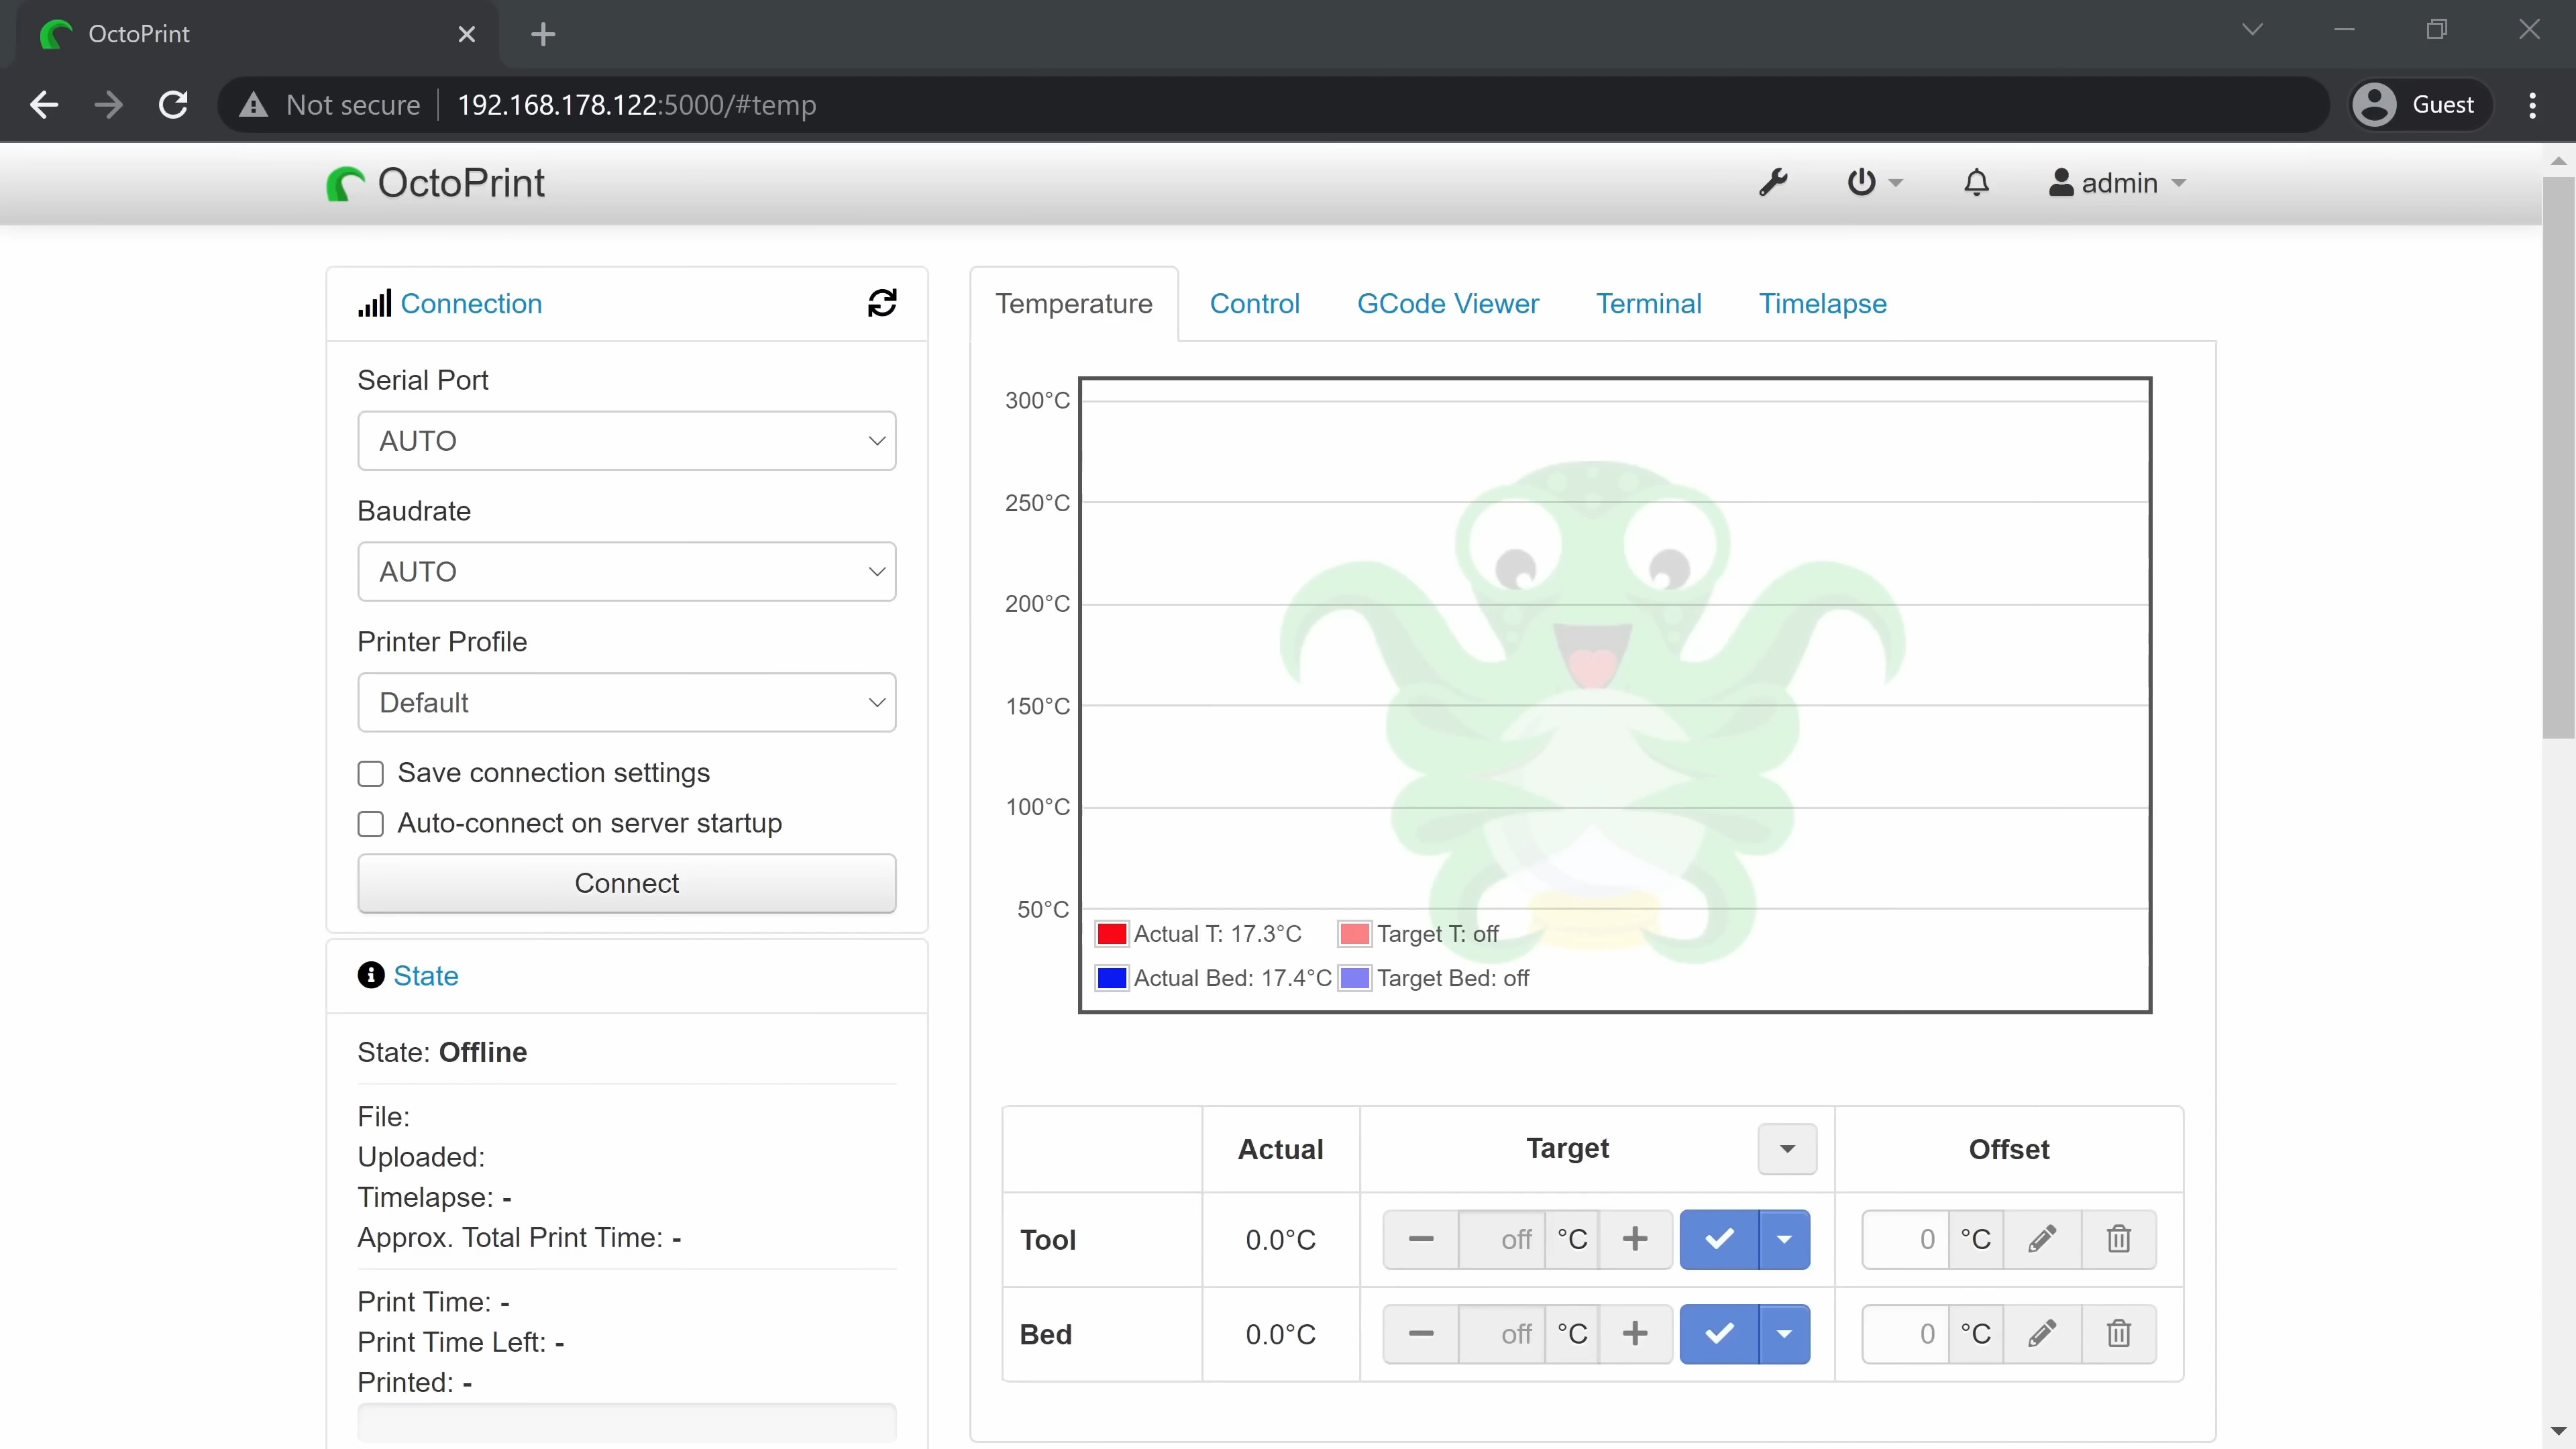 OctoPrint
Not secure
192.168.178.122:5000/#temp
Guest
OctoPrint
admin
Connection
Serial Port
AUTO
Baudrate
AUTO
Printer Profile
Default
Save connection settings
Auto-connect on server startup
Connect
State
State: Offline
File:
Uploaded:
Timelapse: -
Approx. Total Print Time: -
Print Time: -
Print Time Left: -
Printed: -
Temperature
Control
GCode Viewer
Terminal
Timelapse
300°C
250°C
200°C
150°C
100°C
50°C
Actual T: 17.3°C
Target T: off
Actual Bed: 17.4°C
Target Bed: off
Actual
Target
Offset
Tool
0.0°C
off
°C
0
°C
Bed
0.0°C
off
°C
0
°C